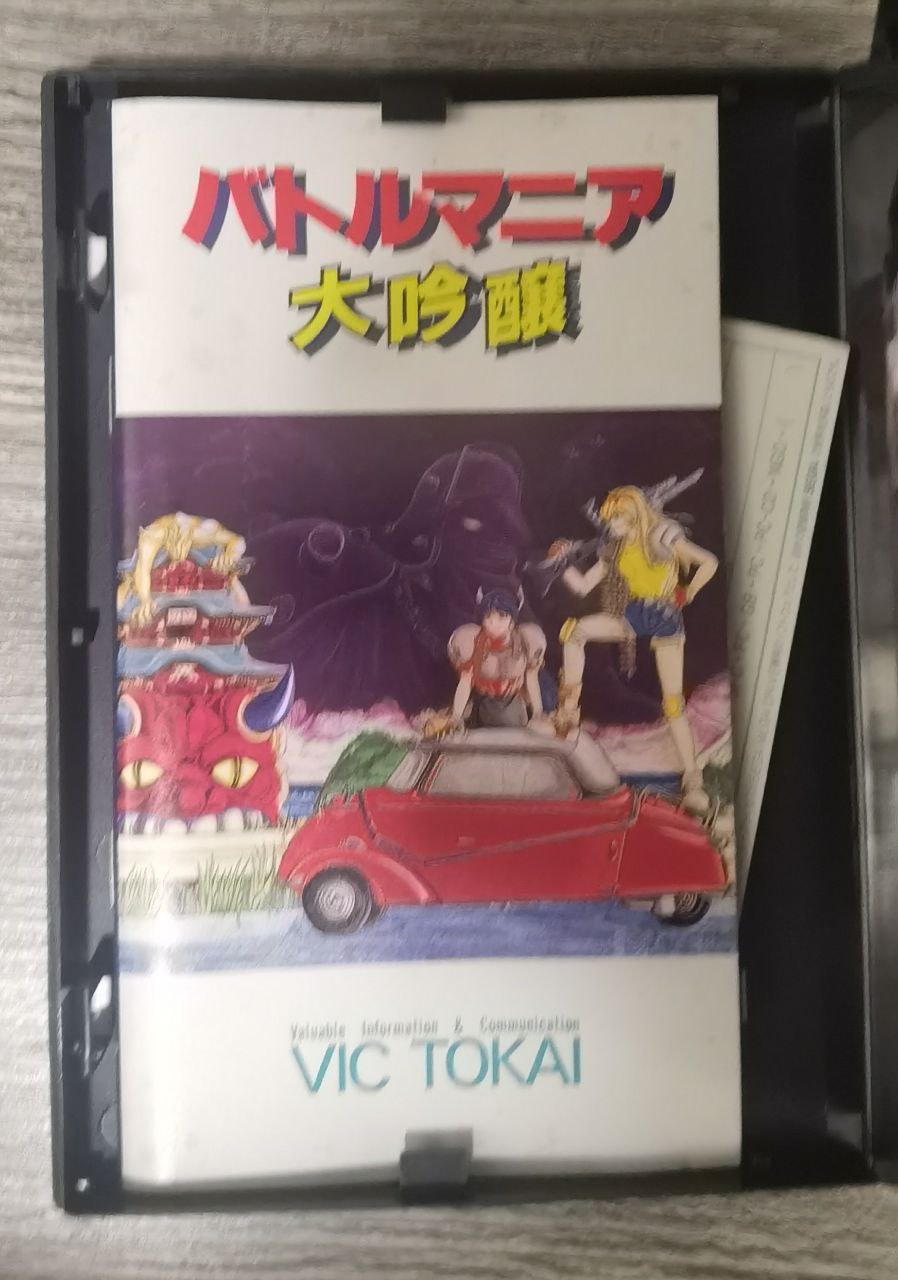 バトルマニア
大吟醸
Valuable Information & Communication
VIC TOKAI